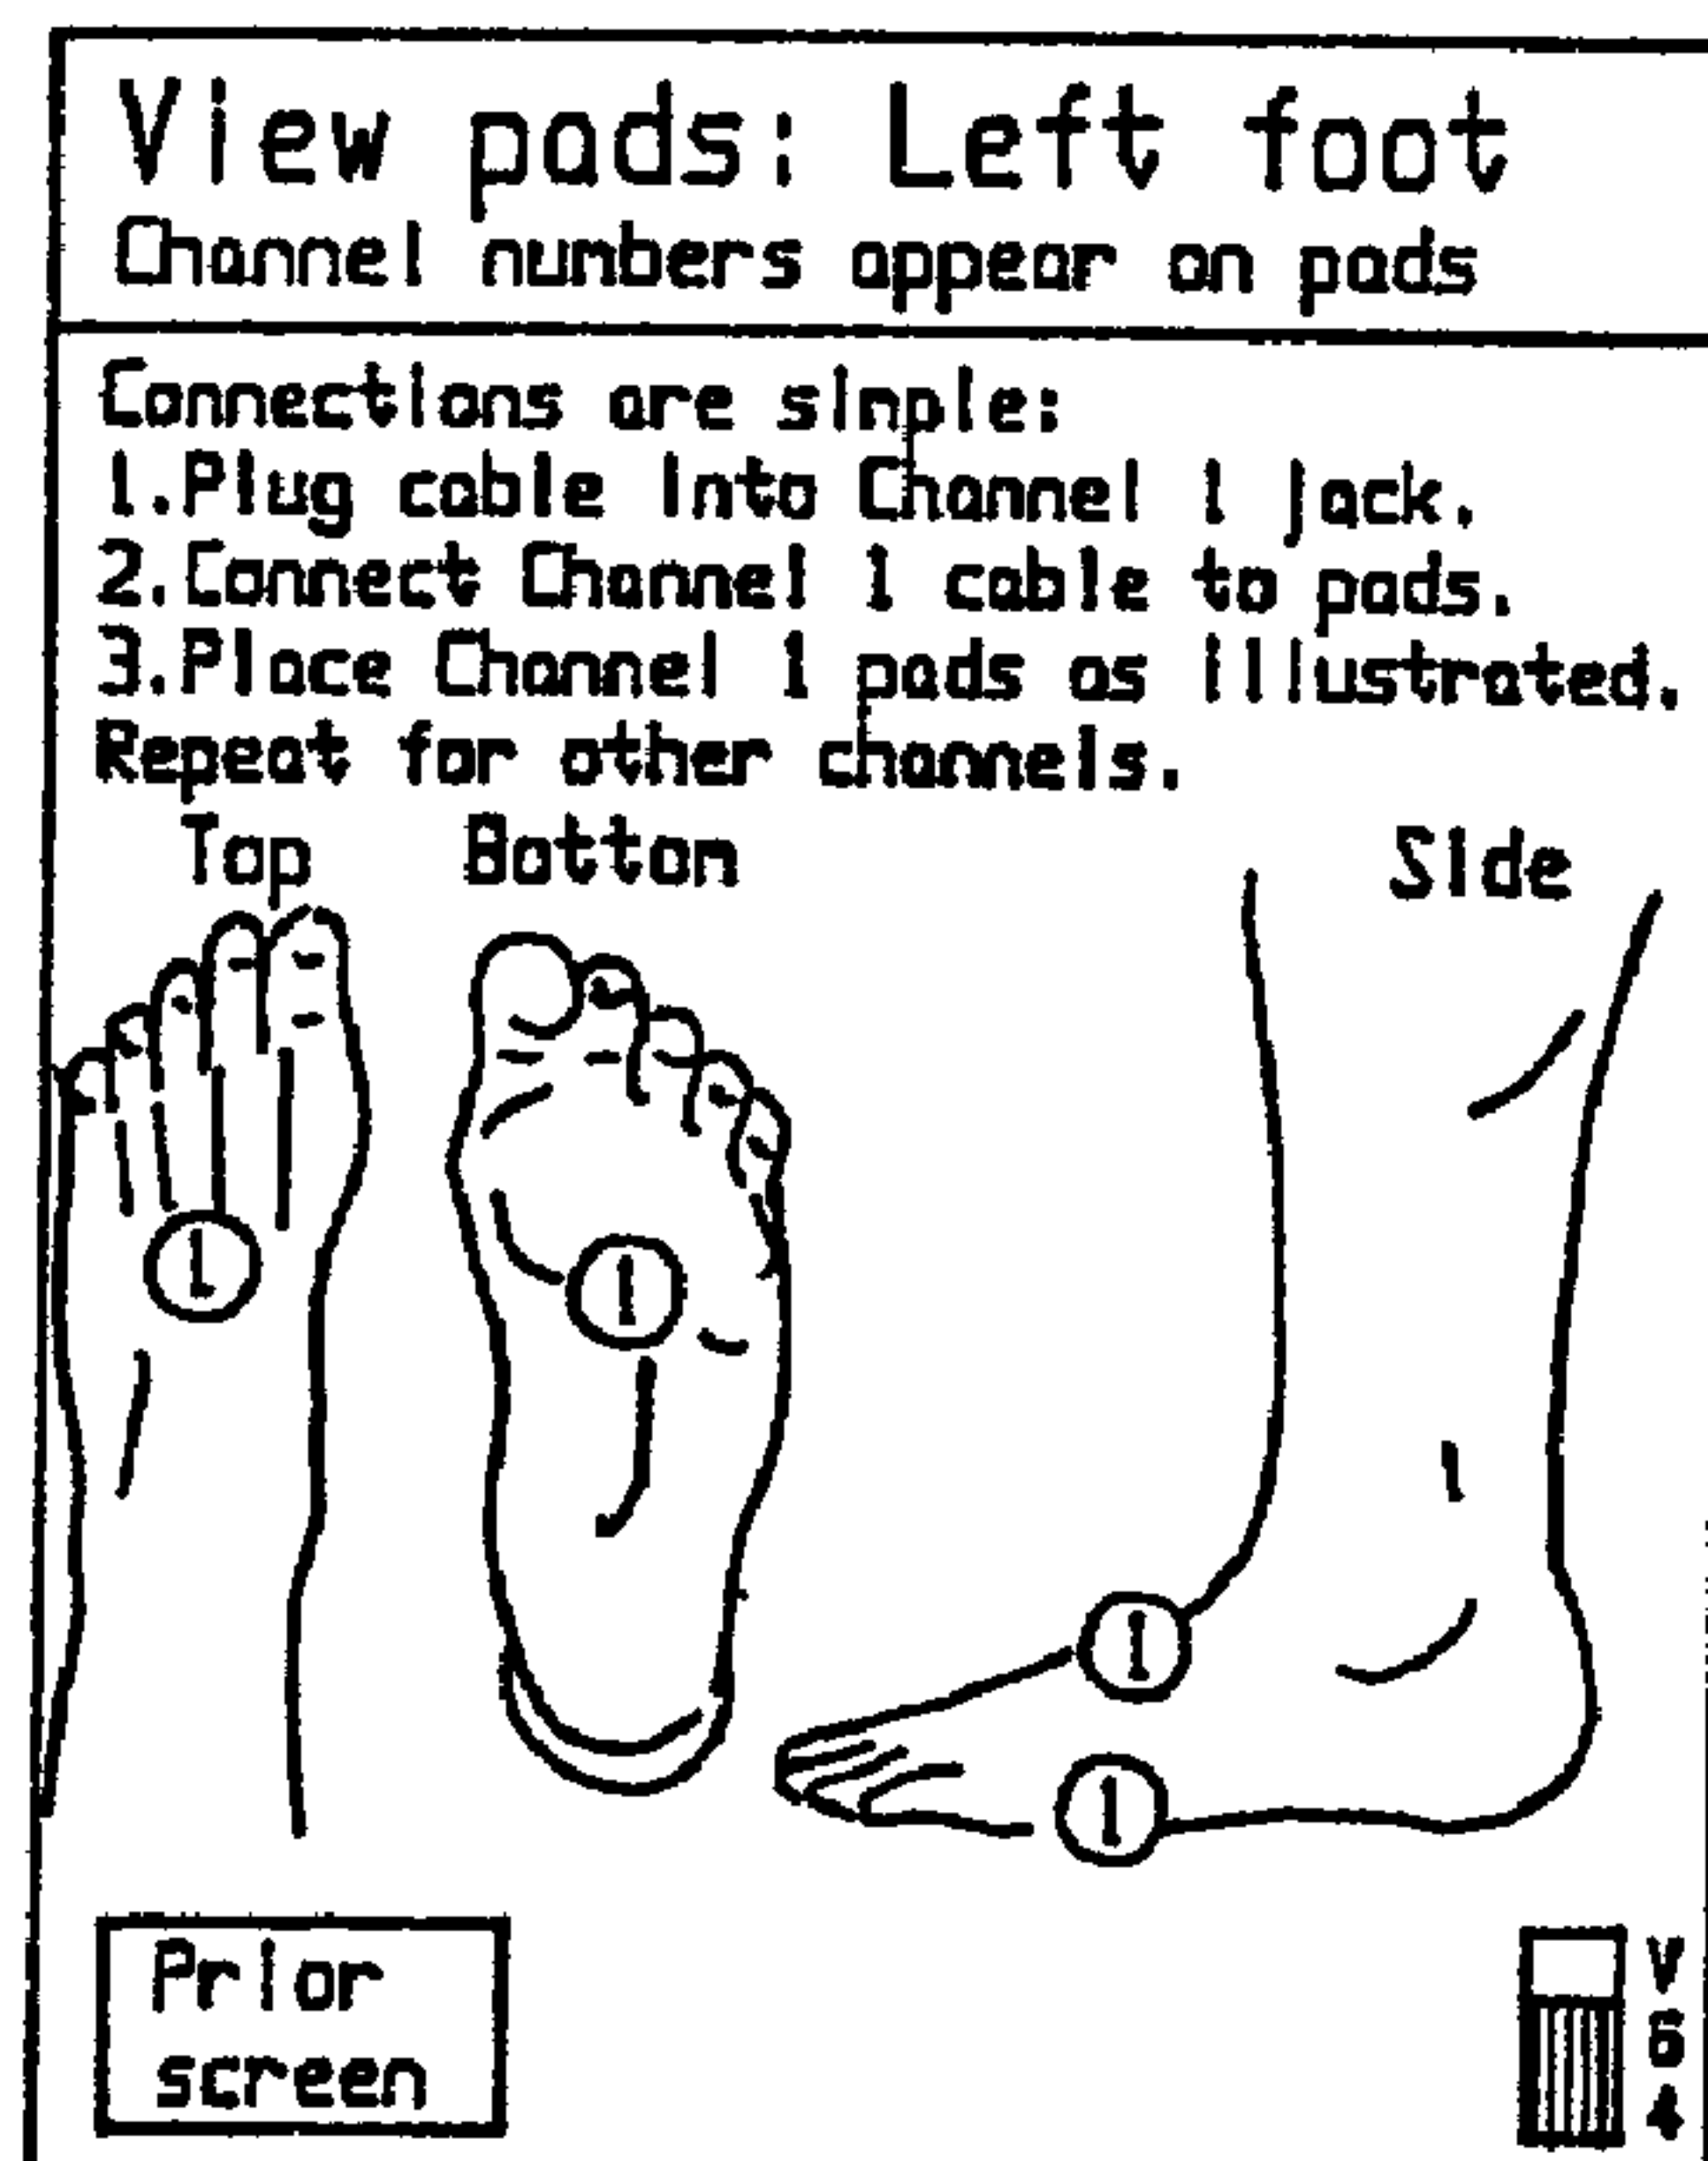 View pads: Left foot
Channel numbers appear on pads
Connections are simple:
1.Plug cable into Channel 1 jack.
2.Connect Channel 1 cable to pads.
3.Place Channel 1 pads as illustrated.
Repeat for other channels.
Top Bottom Side
1
1
1
1
Prior
screen
V
6
4